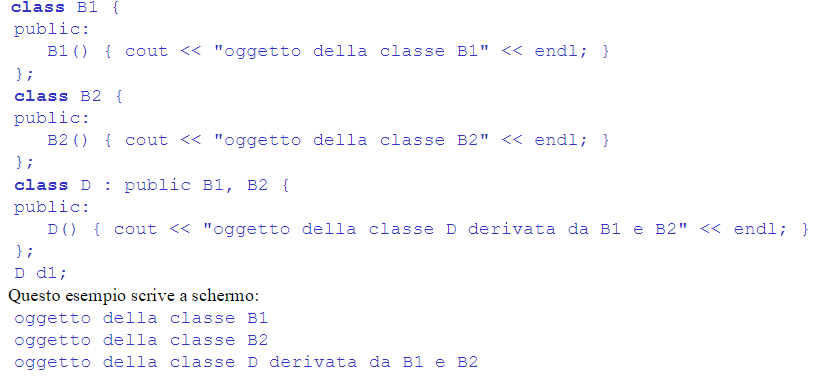 class B1 {
public:
B1() { cout << "oggetto della classe B1" << endl; }
};
class B2 {
public:
B2() { cout << "oggetto della classe B2" << endl; }
};
class D : public B1, B2 {
public:
D() { cout << "oggetto della classe D derivata da B1 e B2" << endl; }
};
D d1;
Questo esempio scrive a schermo:
oggetto della classe B1
oggetto della classe B2
oggetto della classe D derivata da B1 e B2